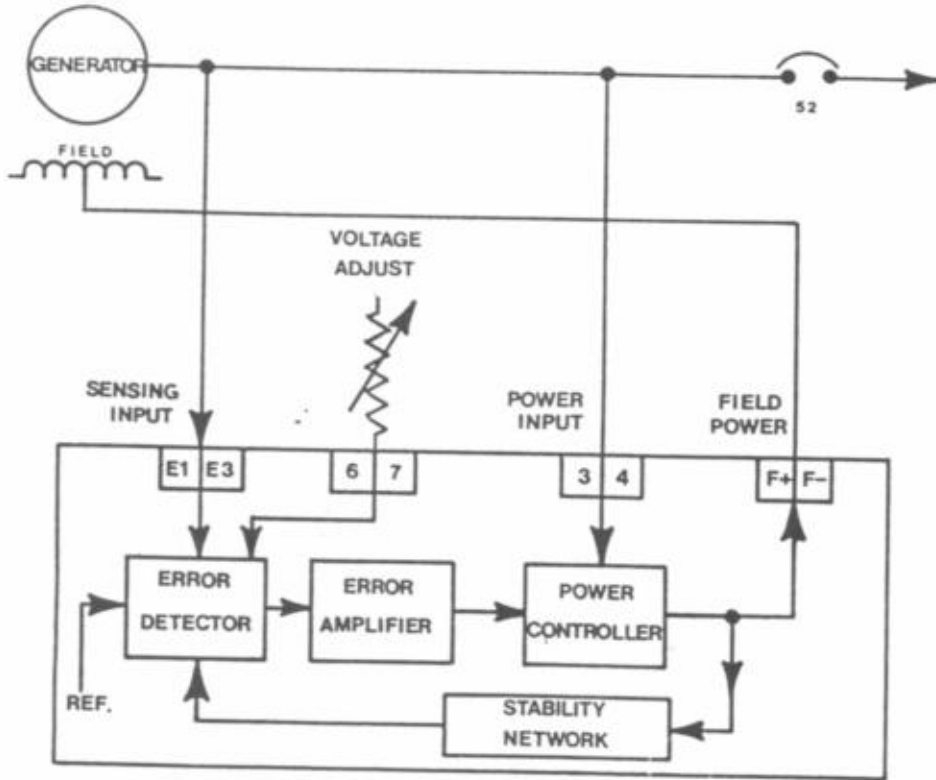 GENERATOR
52
FIELD
VOLTAGE
ADJUST
SENSING
INPUT
POWER
INPUT
FIELD
POWER
E1 E3
6 7
3 4
F+ F-
ERROR
DETECTOR
ERROR
AMPLIFIER
POWER
CONTROLLER
REF.
STABILITY
NETWORK